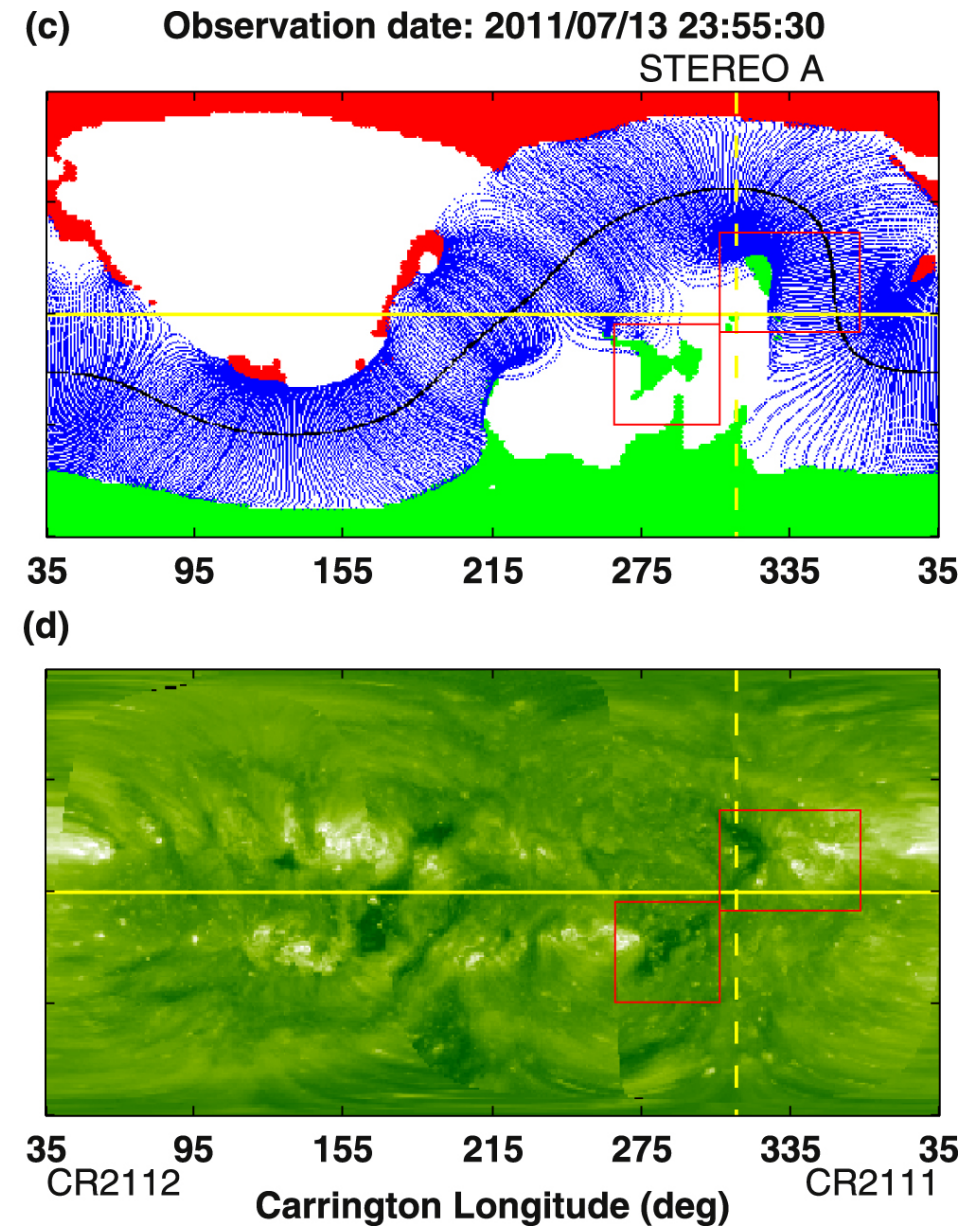 (c) Observation date: 2011/07/13 23:55:30
STEREO A
35 95 155 215 275 335 35
(d)
35 95 155 215 275 335 35
CR2112 CR2111
Carrington Longitude (deg)